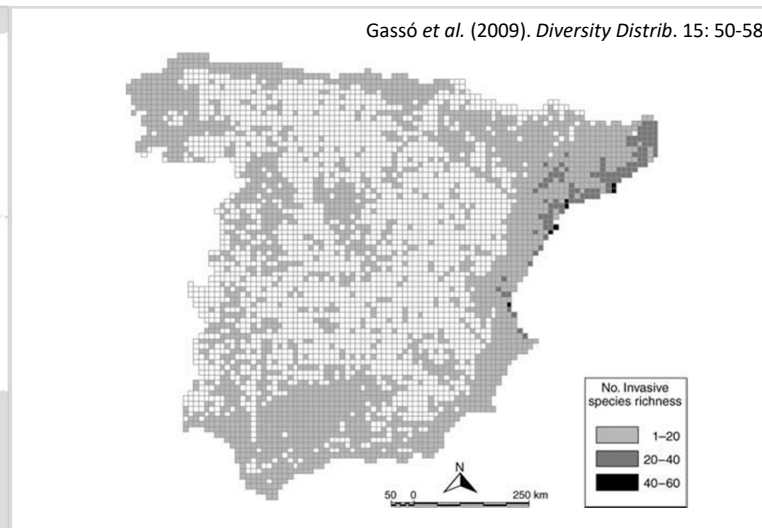 Gassó et al. (2009). Diversity Distrib. 15: 50-58
No. Invasive
species richness
1–20
20–40
40–60
N
50 0 250 km